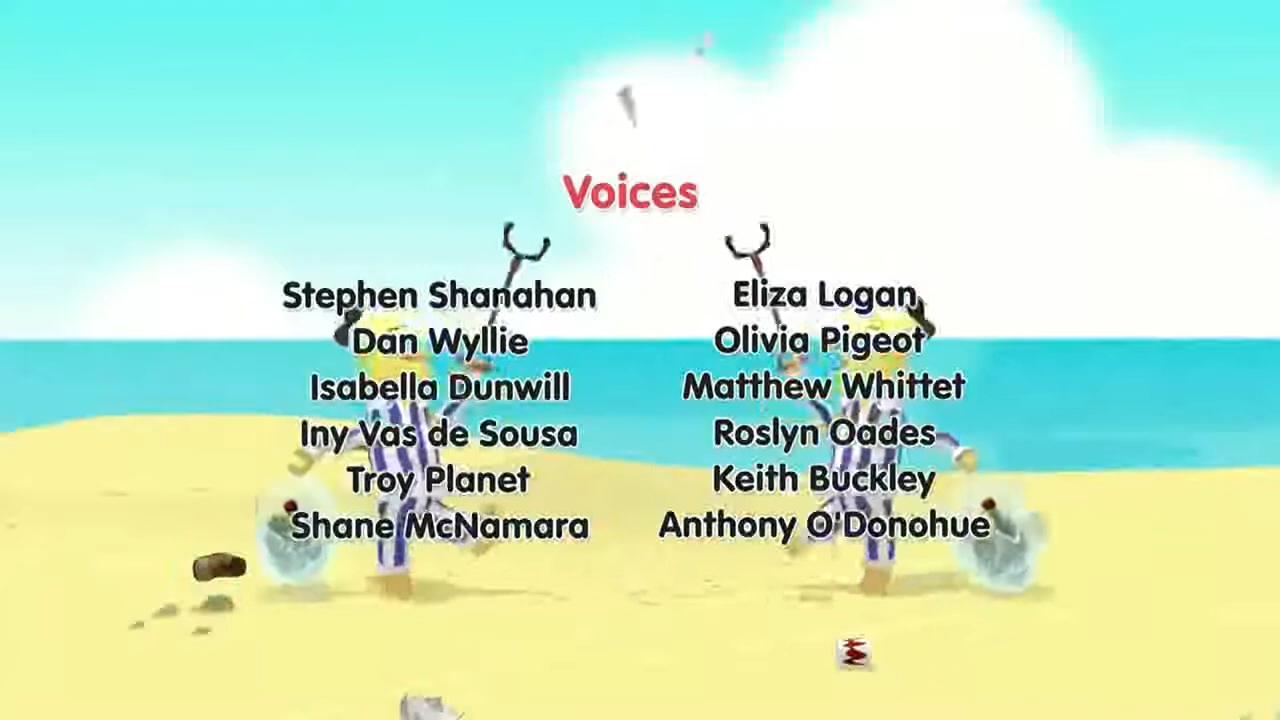 Voices
Stephen Shanahan
Eliza Logan
Dan Wyllie
Olivia Pigeot
Isabella Dunwill
Matthew Whittet
Iny Vas de Sousa
Roslyn Oades
Troy Planet
Keith Buckley
Shane McNamara
Anthony O'Donohue